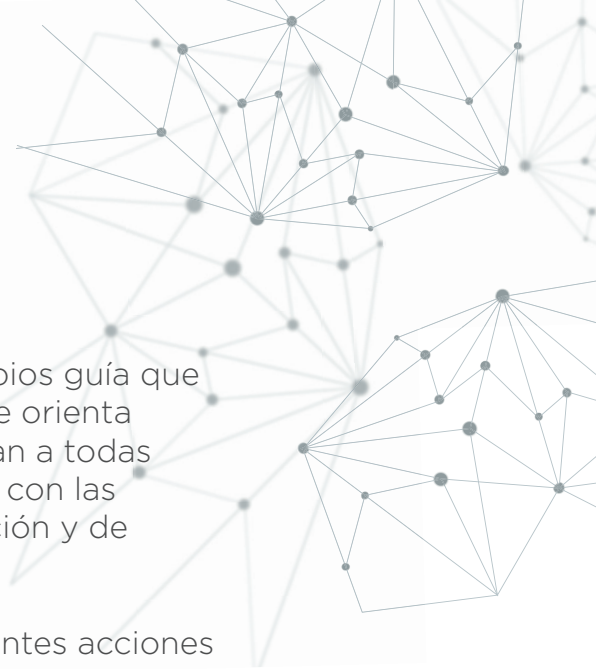 pios guía que
e orienta
an a todas
con las
ción y de
ntes acciones